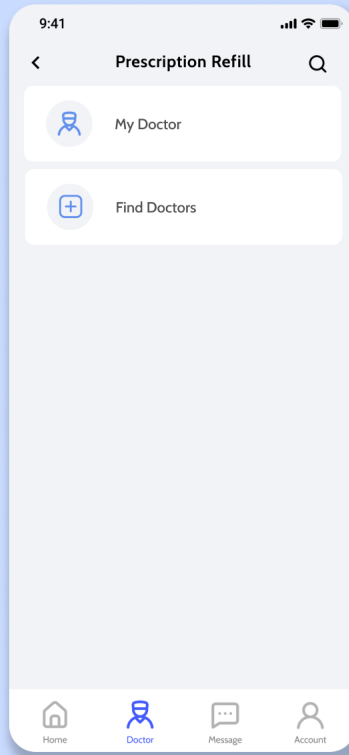 9:41
Prescription Refill
My Doctor
Find Doctors
Home Doctor Message Account